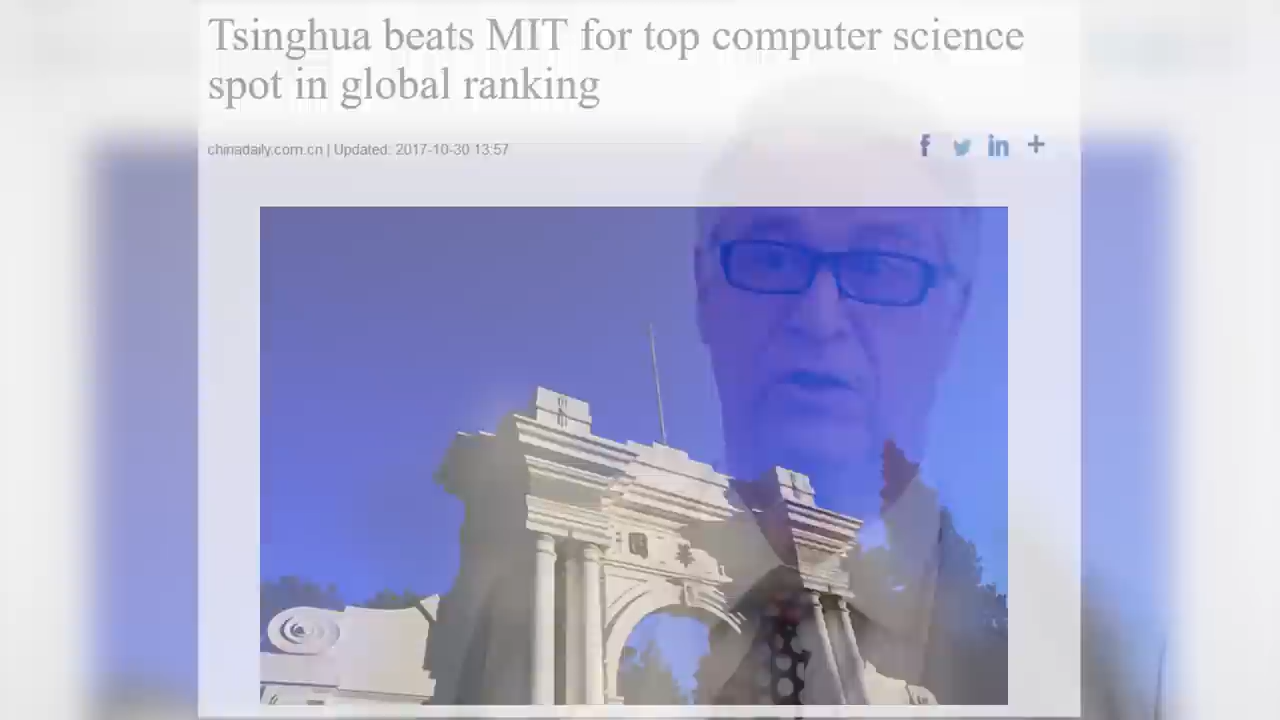 Tsinghua beats MIT for top computer science
spot in global ranking
chinadaily.com.cn | Updated: 2017-10-30 13:57